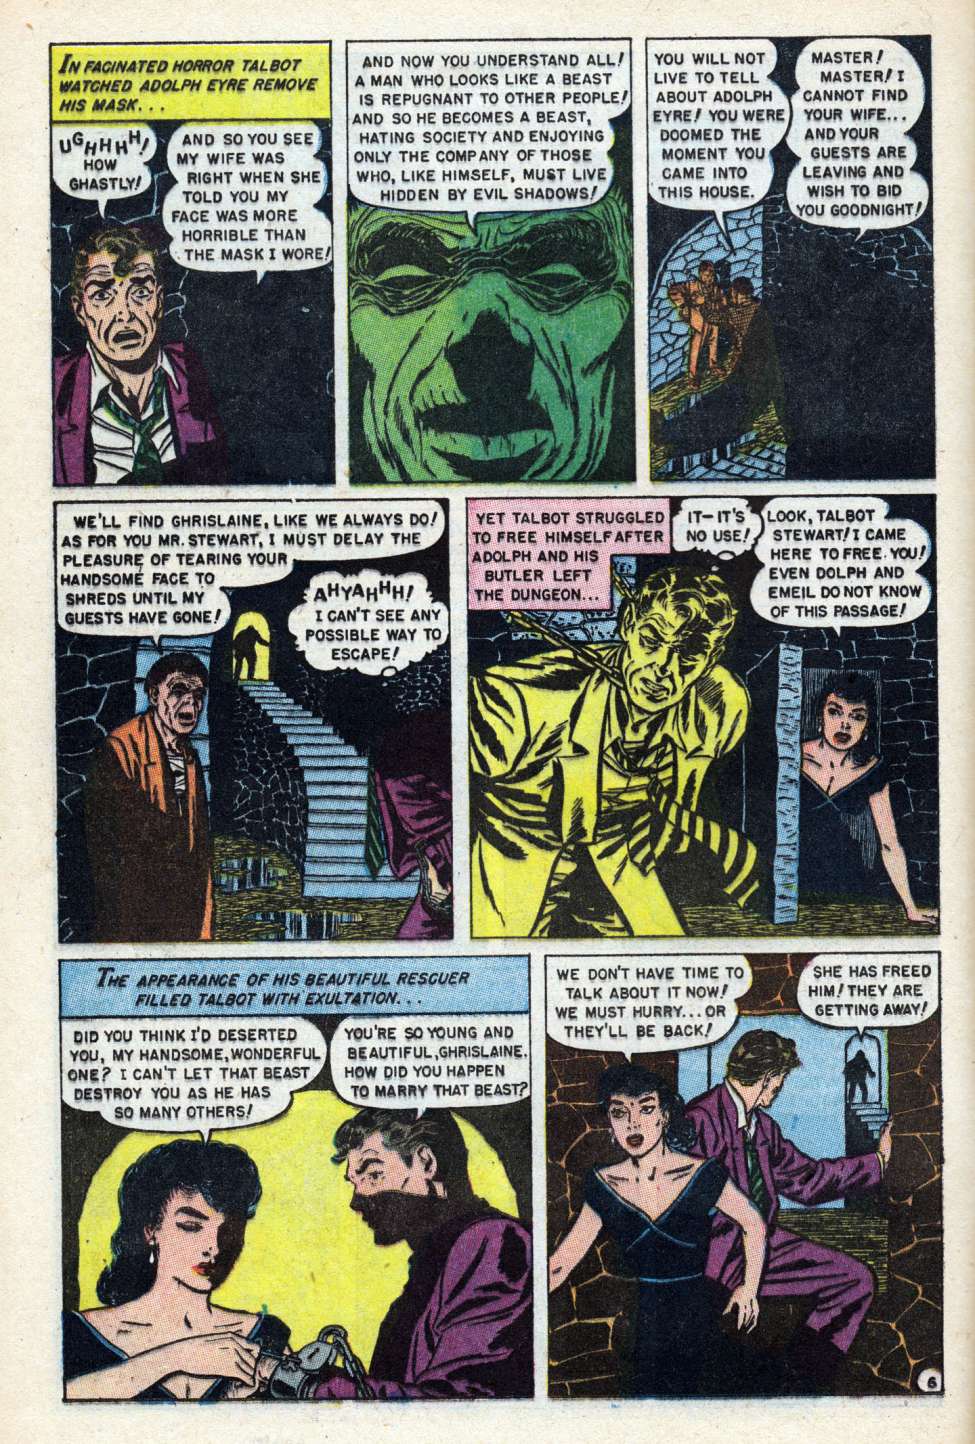 IN FACINATED HORROR TALBOT
WATCHED ADOLPH EYRE REMOVE
HIS MASK...
UGHHHH!
HOW
GHASTLY!
AND SO YOU SEE
MY WIFE WAS
RIGHT WHEN SHE
TOLD YOU MY
FACE WAS MORE
HORRIBLE THAN
THE MASK I WORE!
AND NOW YOU UNDERSTAND ALL!
A MAN WHO LOOKS LIKE A BEAST
IS REPUGNANT TO OTHER PEOPLE!
AND SO HE BECOMES A BEAST,
HATING SOCIETY AND ENJOYING
ONLY THE COMPANY OF THOSE
WHO, LIKE HIMSELF, MUST LIVE
HIDDEN BY EVIL SHADOWS!
YOU WILL NOT
LIVE TO TELL
ABOUT ADOLPH
EYRE! YOU WERE
DOOMED THE
MOMENT YOU
CAME INTO
THIS HOUSE.
MASTER!
MASTER! I
CANNOT FIND
YOUR WIFE...
AND YOUR
GUESTS ARE
LEAVING AND
WISH TO BID
YOU GOODNIGHT!
WE'LL FIND GHRISLAINE, LIKE WE ALWAYS DO!
AS FOR YOU MR. STEWART, I MUST DELAY THE
PLEASURE OF TEARING YOUR
HANDSOME FACE TO
SHREDS UNTIL MY
GUESTS HAVE GONE!
AHYAHHH!
I CAN'T SEE ANY
POSSIBLE WAY TO
ESCAPE!
YET TALBOT STRUGGLED
TO FREE HIMSELF AFTER
ADOLPH AND HIS
BUTLER LEFT
THE DUNGEON...
IT-IT'S
NO USE!
LOOK, TALBOT
STEWART! I CAME
HERE TO FREE YOU!
EVEN DOLPH AND
EMEIL DO NOT KNOW
OF THIS PASSAGE!
THE APPEARANCE OF HIS BEAUTIFUL RESCUER
FILLED TALBOT WITH EXULTATION...
DID YOU THINK I'D DESERTED
YOU, MY HANDSOME, WONDERFUL
ONE? I CAN'T LET THAT BEAST
DESTROY YOU AS HE HAS
SO MANY OTHERS!
YOU'RE SO YOUNG AND
BEAUTIFUL, GHRISLAINE.
HOW DID YOU HAPPEN
TO MARRY THAT BEAST?
WE DON'T HAVE TIME TO
TALK ABOUT IT NOW!
WE MUST HURRY...OR
THEY'LL BE BACK!
SHE HAS FREED
HIM! THEY ARE
GETTING AWAY!
6